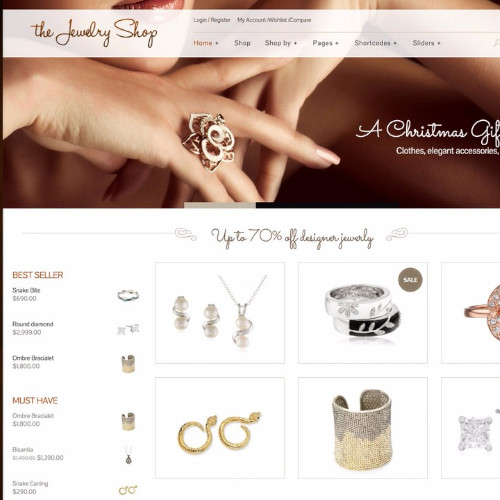 the Jewelry Shop
Login / Register My Account /Wishlist /Compare
Home + Shop Shop by + Pages + Shortcodes + Sliders +
A Christmas Gif
Clothes, elegant accessories,
Up to 70% off designer jewerly
BEST SELLER
Snake Bite
$690.00
Round diamond
$2,999.00
Ombre Bracialet
$1,800.00
SALE
MUST HAVE
Ombre Bracialet
$1,800.00
Bisantia
$1,400.00 $1,390.00
Snake Earring
$290.00